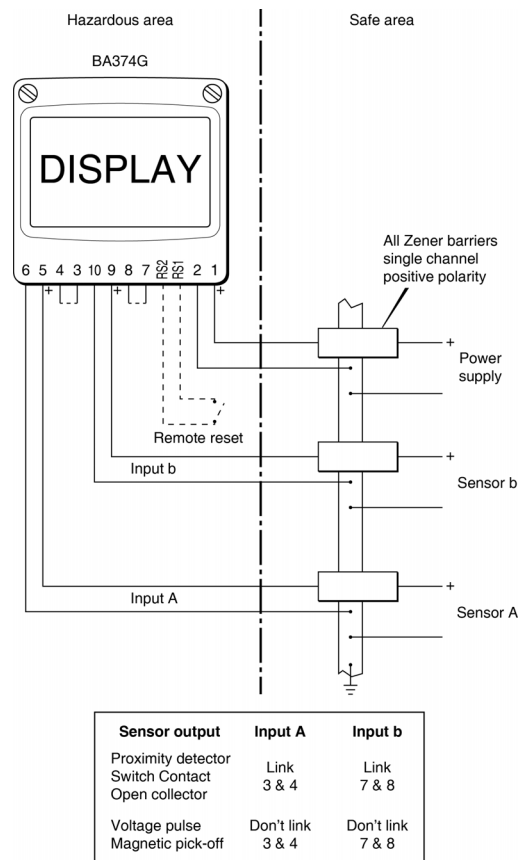 Hazardous area
Safe area
BA374G
DISPLAY
6 5 4 3 10 9 8 7 RS2 RS1 2 1
+ + +
All Zener barriers
single channel
positive polarity
+
Power
supply
Remote reset
+
Input b
Sensor b
+
Input A
Sensor A
Sensor output Input A Input b
Proximity detector
Switch Contact
Open collector
Link
3 & 4
Link
7 & 8
Voltage pulse
Magnetic pick-off
Don't link
3 & 4
Don't link
7 & 8